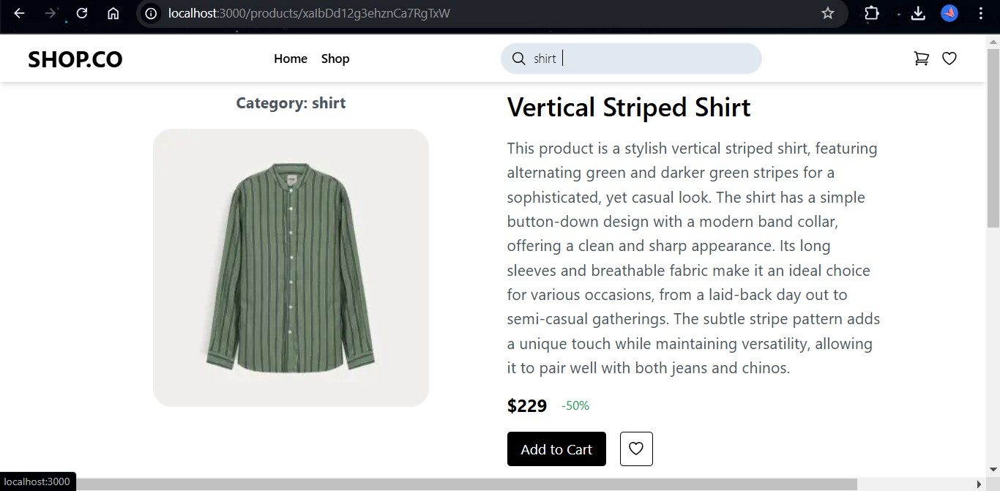 localhost:3000/products/xaIbDd12g3ehznCa7RgTxW
SHOP.CO
Home
Shop
shirt
Category: shirt
Vertical Striped Shirt
This product is a stylish vertical striped shirt, featuring
alternating green and darker green stripes for a
sophisticated, yet casual look. The shirt has a simple
button-down design with a modern band collar,
offering a clean and sharp appearance. Its long
sleeves and breathable fabric make it an ideal choice
for various occasions, from a laid-back day out to
semi-casual gatherings. The subtle stripe pattern adds
a unique touch while maintaining versatility, allowing
it to pair well with both jeans and chinos.
$229
-50%
Add to Cart
localhost:3000